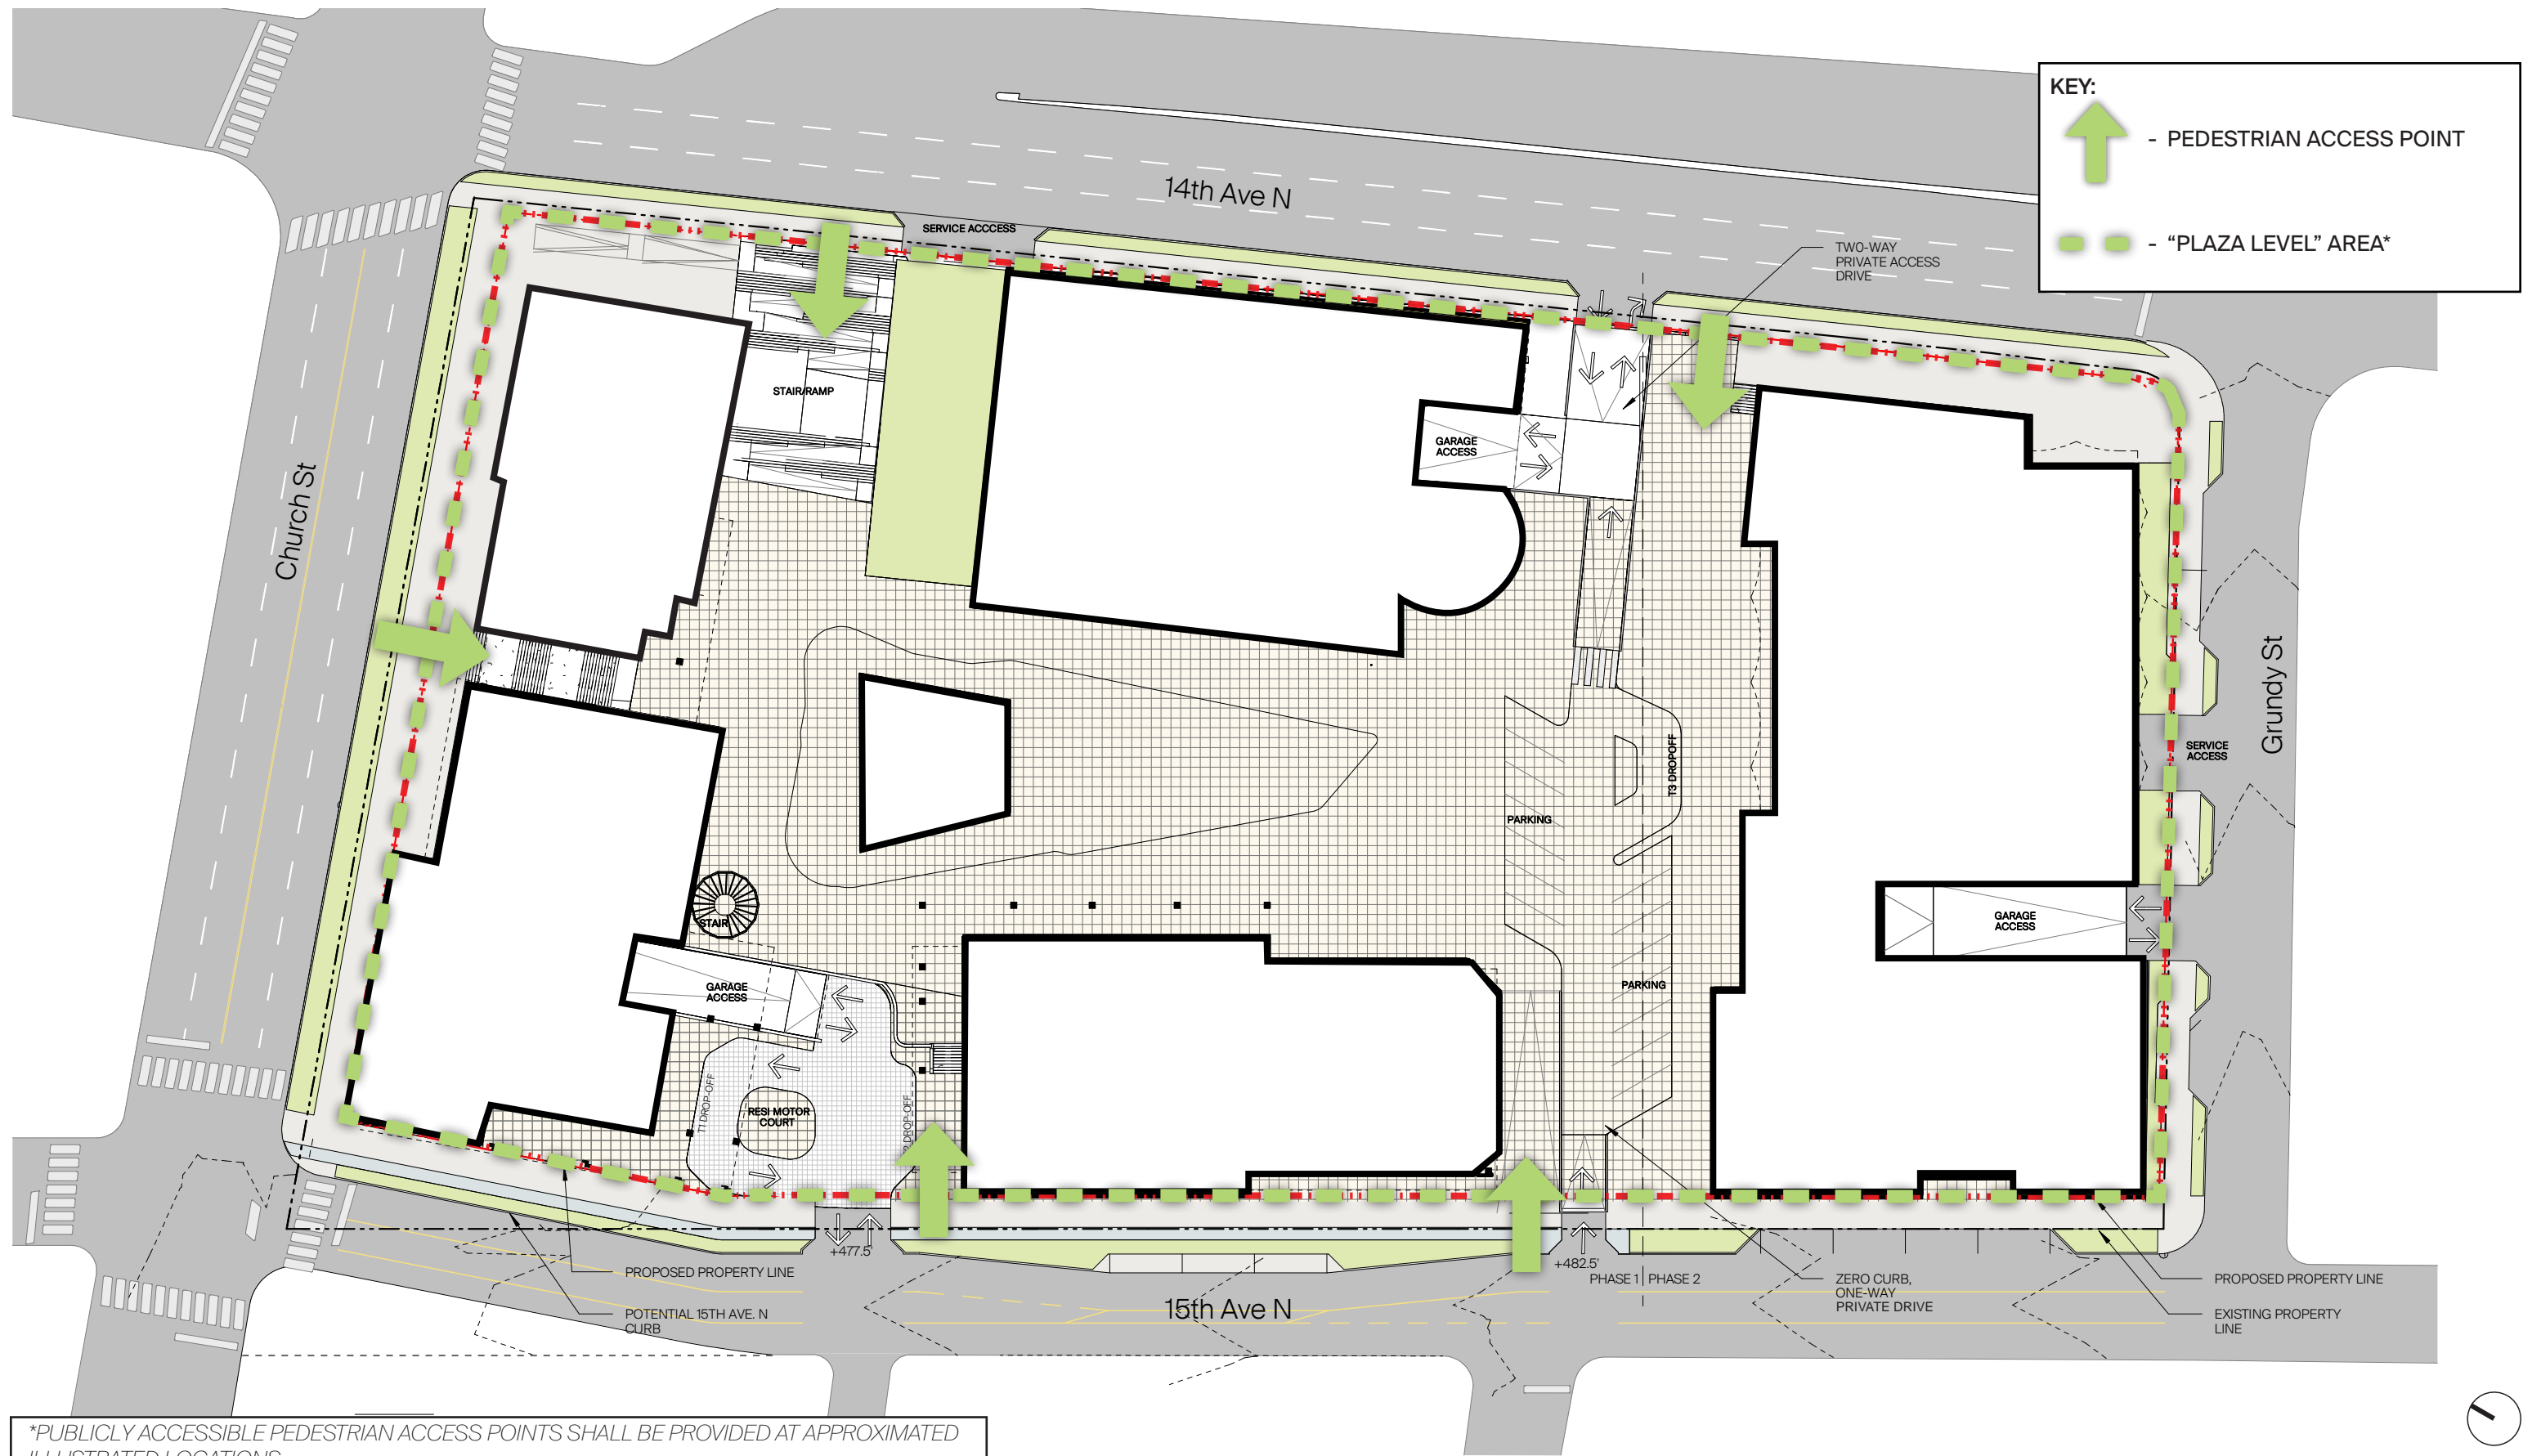 KEY:
- PEDESTRIAN ACCESS POINT
- “PLAZA LEVEL” AREA*
14th Ave N
SERVICE ACCCESS
TWO-WAY
PRIVATE ACCESS
DRIVE
STAIR/RAMP
GARAGE
ACCESS
Church St
Grundy St
SERVICE
ACCESS
T3 DROPOFF
PARKING
STAIR
GARAGE
ACCESS
GARAGE
ACCESS
PARKING
T1 DROP-OFF
RESI MOTOR
COURT
DROP-OFF
+477.5'
+482.5'
PHASE 1 PHASE 2
PROPOSED PROPERTY LINE
POTENTIAL 15TH AVE. N
CURB
15th Ave N
ZERO CURB,
ONE-WAY
PRIVATE DRIVE
PROPOSED PROPERTY LINE
EXISTING PROPERTY
LINE
*PUBLICLY ACCESSIBLE PEDESTRIAN ACCESS POINTS SHALL BE PROVIDED AT APPROXIMATED
ILLUSTRATED LOCATIONS